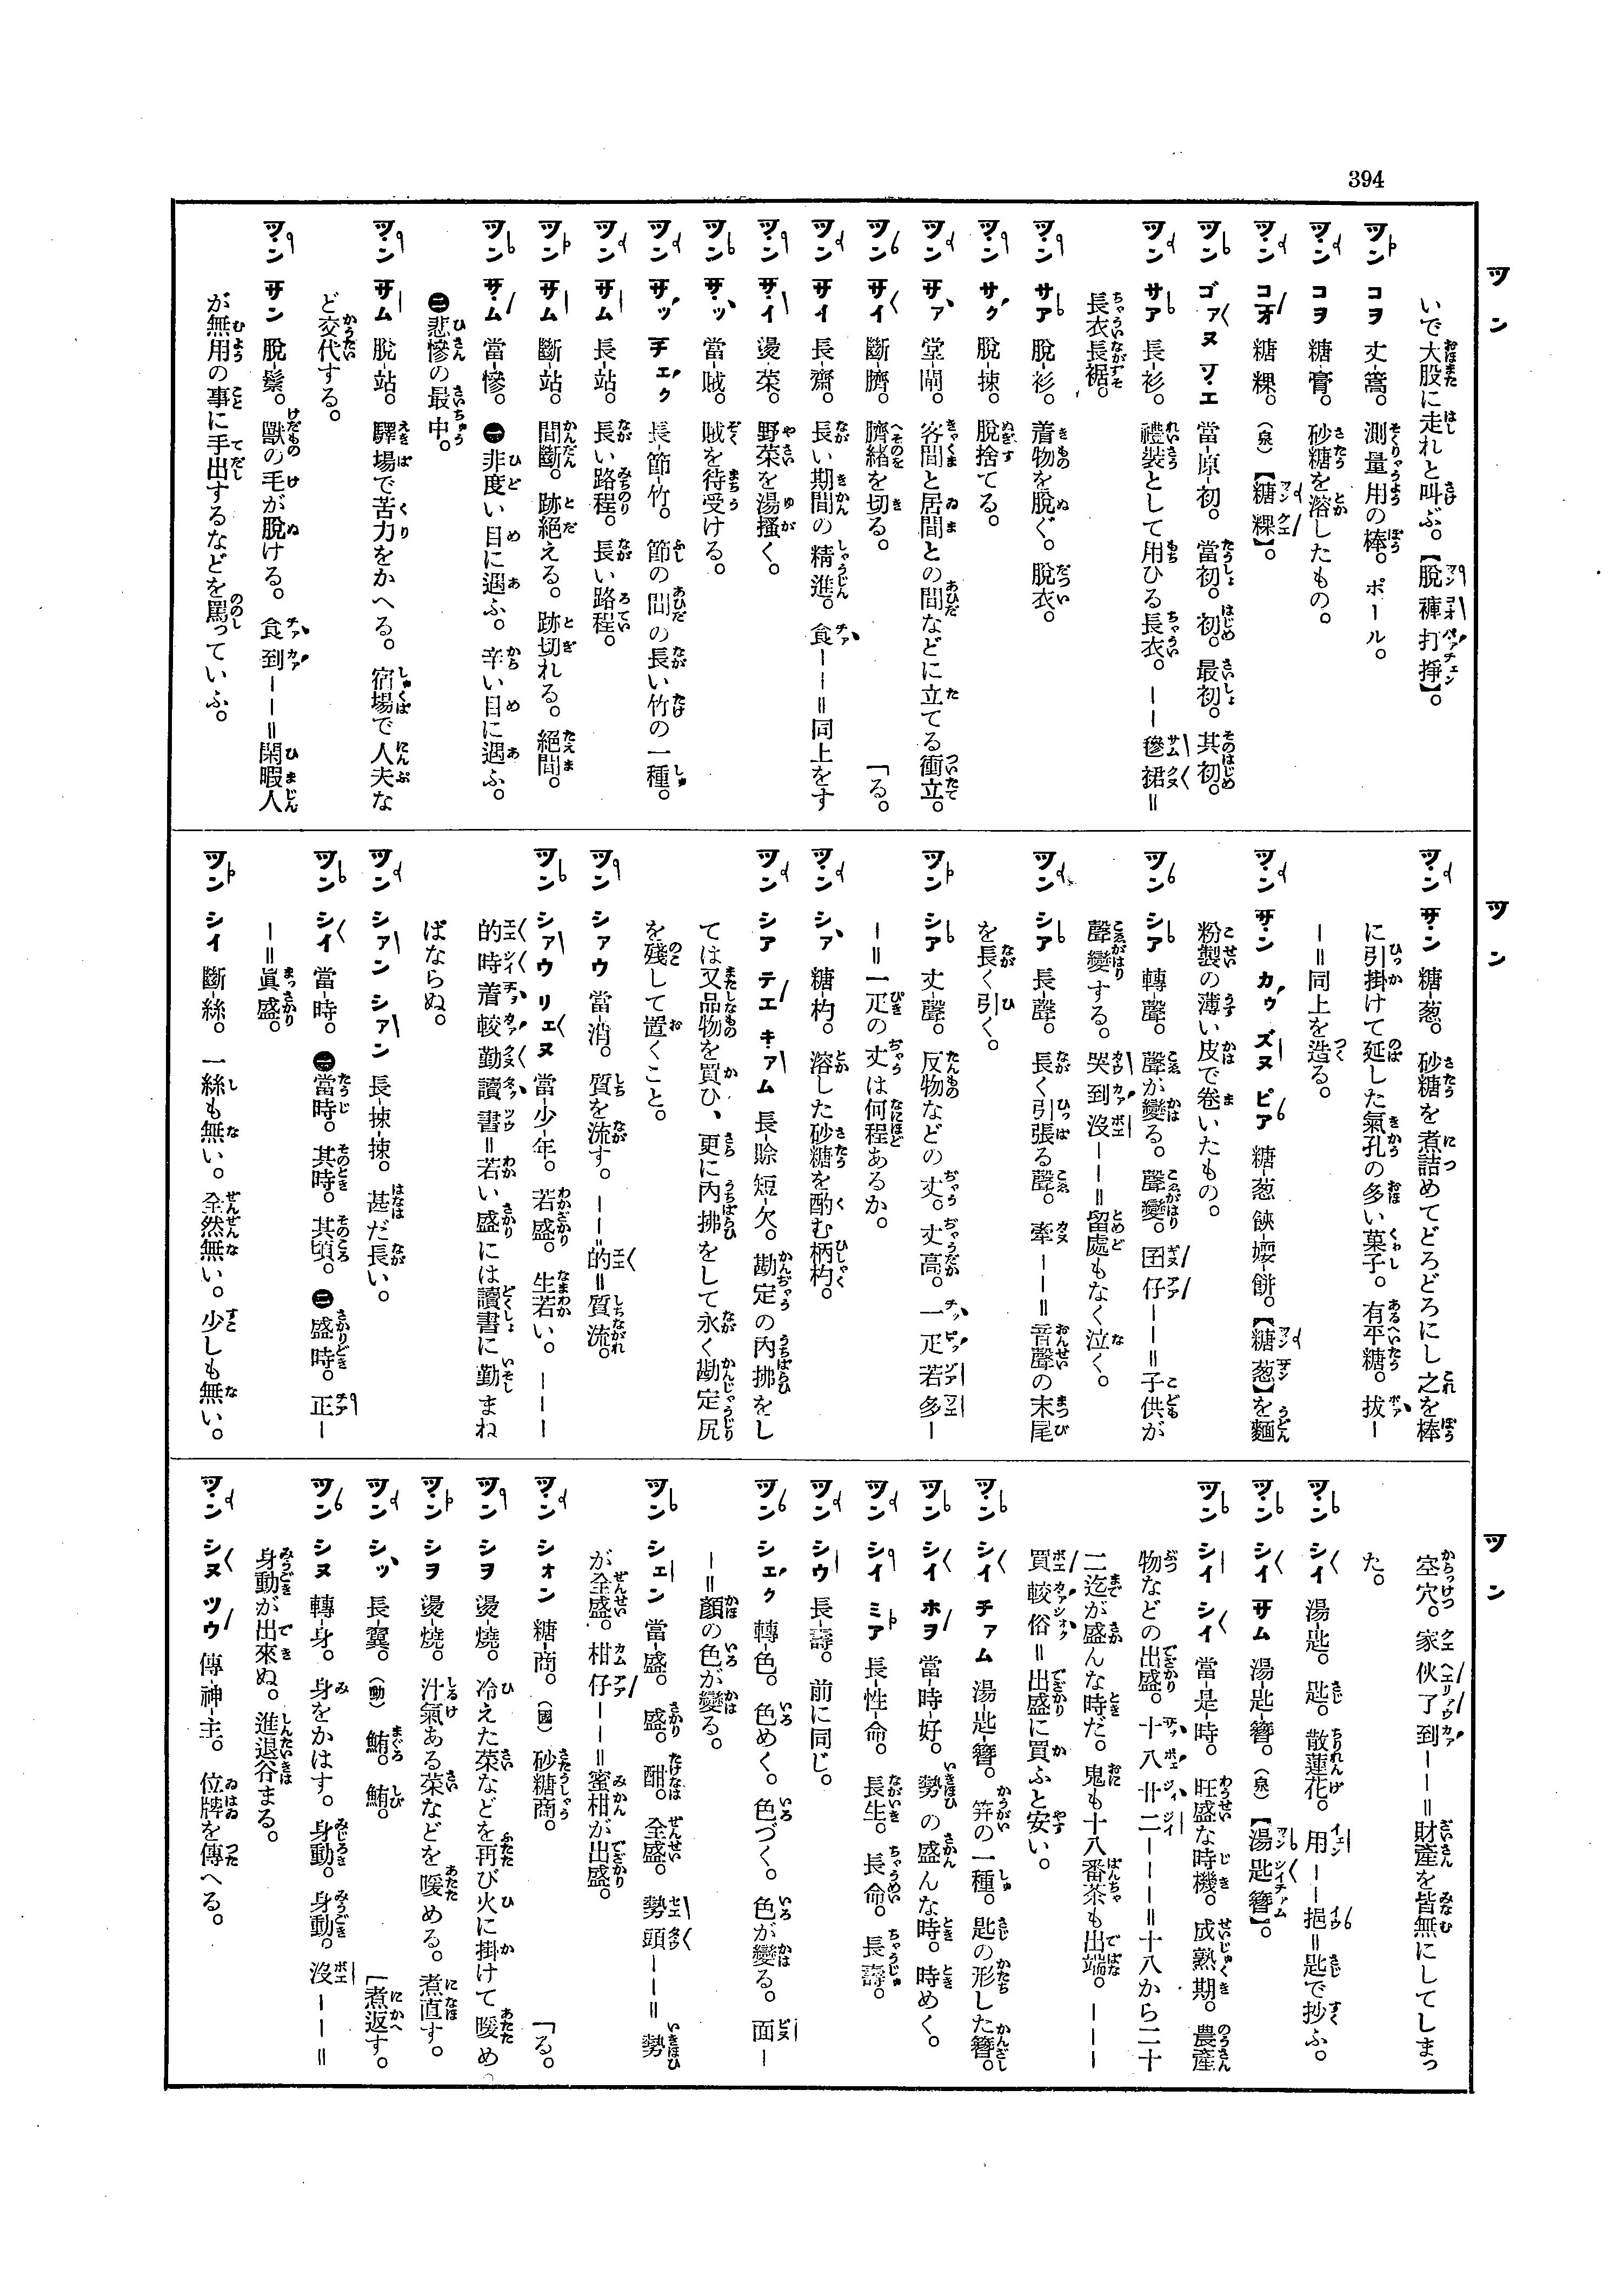 394
ツン
いで大股に走れと叫ぶ。【脫褲打掙】。
ツン コヲ 丈-篙。 測量用の棒。ポール。
ツン コヲ 糖-膏。 砂糖を溶したもの。
ツン コオ 糖粿。 （泉）【糖粿】。
ツン ゴァヌ ソエ 當-原-初。 當初。初。最初。其初。
ツン サア 長-衫。 禮裝として用ひる長衣。――襂裙＝
長衣長裾。
ツン サア 脫-衫。 着物を脫ぐ。脫衣。
ツン サク 脫-捒。 脫捨てる。
ツン サァ 堂-閘。 客間と居間との間などに立てる衝立。
ツン サイ 斷-臍。 臍緒を切る。 「る。
ツン サイ 長-齋。 長い期間の精進。食――＝同上をす
ツン サイ 燙-菜。 野菜を湯搔く。
ツン サッ 當-賊。 賊を待受ける。
ツン サッ チェク 長-節-竹。 節の間の長い竹の一種。
ツン サム 長-站。 長い路程。長い路程。
ツン サム 斷-站。 間斷。跡絕える。跡切れる。絕間。
ツン サム 當-慘。 ㊀非度い目に遇ふ。辛い目に遇ふ。
㊁悲慘の最中。
ツン サム 脫-站。 驛場で苦力をかへる。宿場で人夫な
ど交代する。
ツン サン 脫-鬃。 獸の毛が脫ける。食到――＝閑暇人
が無用の事に手出するなどを罵っていふ。
ツン
ツン サン 糖-葱。 砂糖を煮詰めてどろどろにし之を棒
に引掛けて延した氣孔の多い菓子。有平糖。拔―
―＝同上を造る。
ツン サン カゥ ズヌ ピア 糖-葱 餄-㜛-餅。【糖葱】を麵
粉製の薄い皮で卷いたもの。
ツン シア 轉-聲。 聲が變る。聲變。囝仔――＝子供が
聲變する。哭到沒――＝留處もなく泣く。
ツン シア 長-聲。 長く引張る聲。牽――＝音聲の末尾
を長く引く。
ツン シア 丈-聲。 反物などの丈。丈高。一疋若多―
―＝一疋の丈は何程あるか。
ツン シァ 糖-杓。 溶した砂糖を酌む柄杓。
ツン シア テエ キァム 長-賖 短-欠。 勘定の內拂をし
ては又品物を買ひ、更に內拂をして永く勘定尻
を殘して置くこと。
ツン シァウ 當-消。 質を流す。――的＝質流。
ツン シァウ リェヌ 當-少-年。 若盛。生若い。―――
的時着較勤讀書＝若い盛には讀書に勤まね
ばならぬ。
ツン シァン シァン 長-捒捒。 甚だ長い。
ツン シイ 當-時。 ㊀當時。其時。其頃。㊁盛時。正―
―＝眞盛。
ツン シイ 斷-絲。 一絲も無い。全然無い。少しも無い。
ツン
空穴。家伙了到――＝財產を皆無にしてしまっ
た。
ツン シイ 湯-匙。 匙。散蓮花。用――挹＝匙で抄ふ。
ツン シイ サム 湯-匙-簪。（泉）【湯匙簪】。
ツン シイ シイ 當-是-時。 旺盛な時機。成熟期。農產
物などの出盛。十八廿二―――＝十八から二十
二迄が盛んな時だ。鬼も十八番茶も出端。―――
買較俗＝出盛に買ふと安い。
ツン シイ チァム 湯-匙-簪。 笄の一種。匙の形した簪。
ツン シイ ホヲ 當-時-好。 勢の盛んな時。時めく。
ツン シイ ミア 長-性-命。 長生。長命。長壽。
ツン シウ 長-壽。 前に同じ。
ツン シェク 轉-色。 色めく。色づく。色が變る。面―
―＝顏の色が變る。
ツン シェン 當-盛。 盛。酣。全盛。勢頭――＝勢
が全盛。柑仔――＝蜜柑が出盛。
ツン シォン 糖-商。（國）砂糖商。 「る。
ツン シヲ 燙-燒。 冷えた菜などを再び火に掛けて暖め
ツン シヲ 燙-燒。 汁氣ある菜などを暖める。煮直す。
ツン シッ 長翼。（動）鮪。鮪。 「煮返す。
ツン シヌ 轉-身。 身をかはす。身動。身動。沒――＝
身動が出來ぬ。進退谷まる。
ツン シヌ ツウ 傳-神-主。 位牌を傳へる。